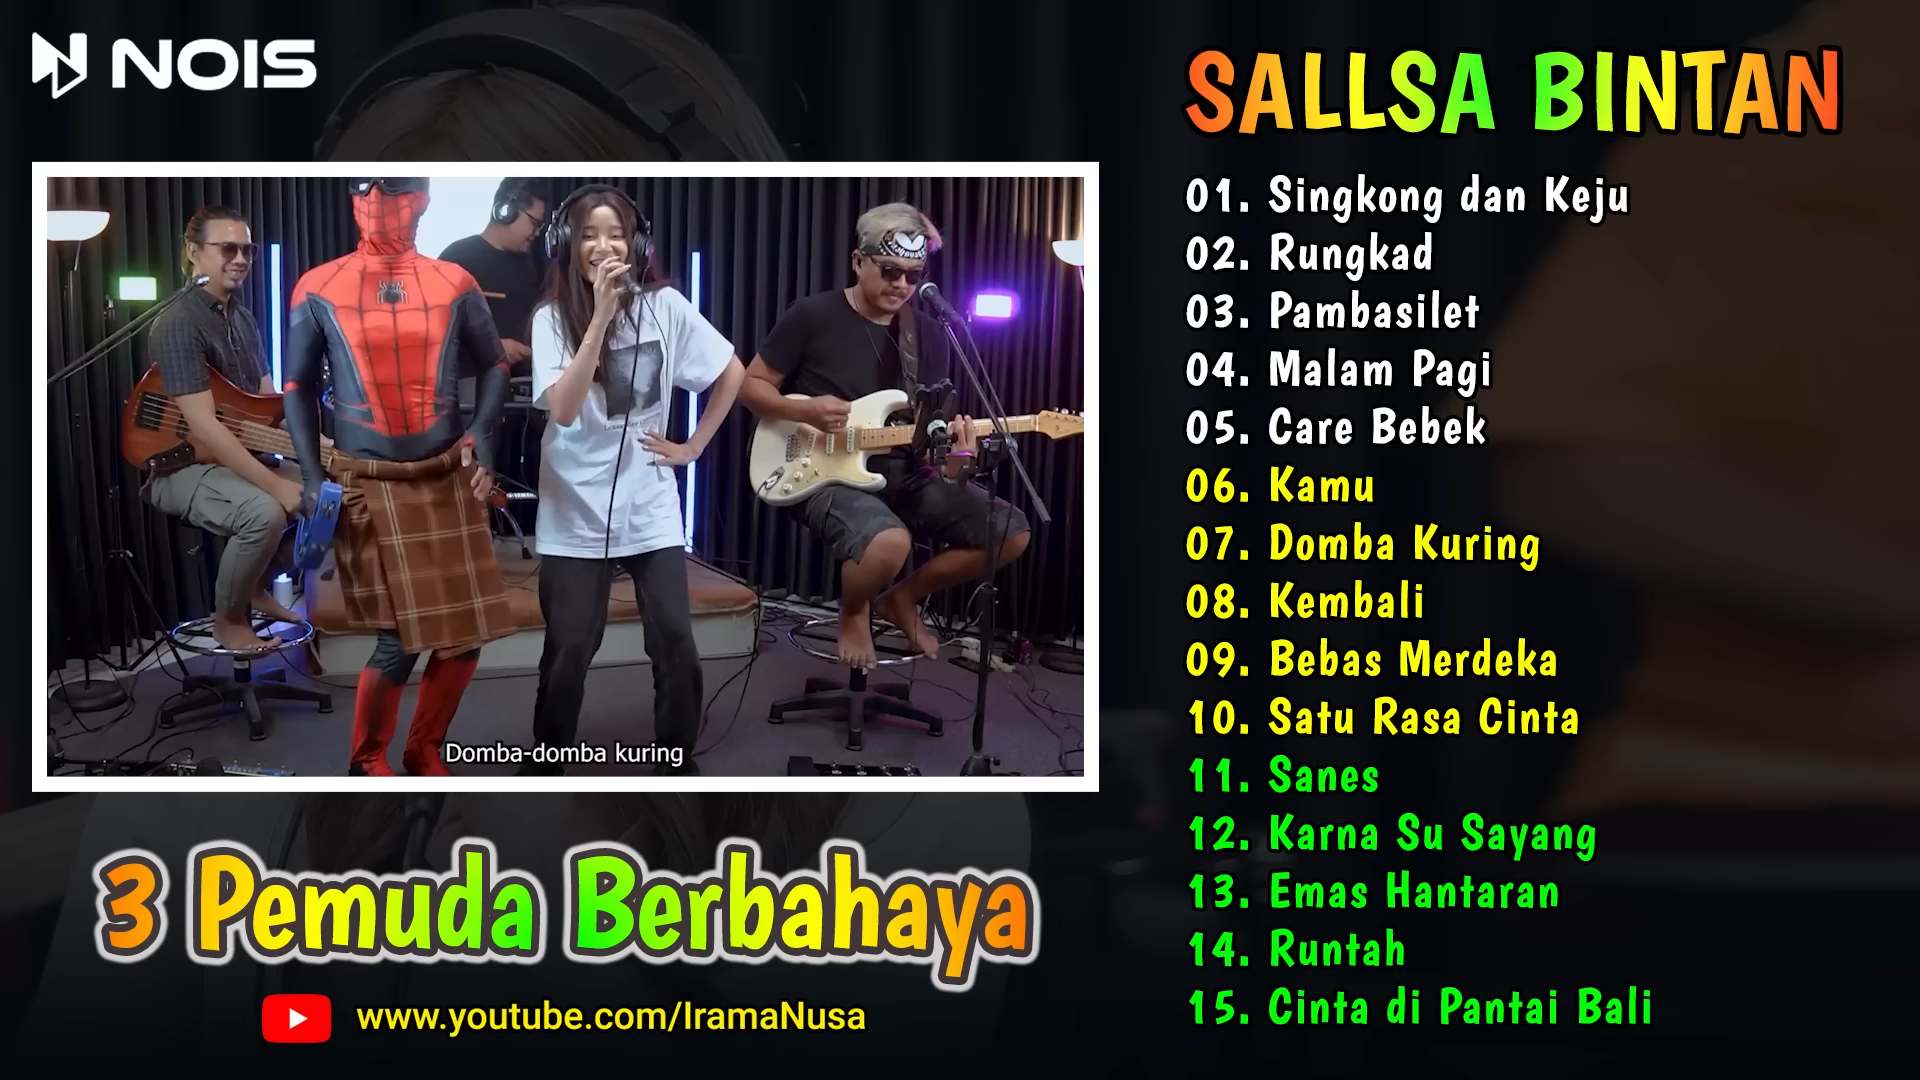 NOIS
SALLSA BINTAN
01. Singkong dan Keju
02. Rungkad
03. Pambasilet
04. Malam Pagi
05. Care Bebek
06. Kamu
07. Domba Kuring
08. Kembali
09. Bebas Merdeka
10. Satu Rasa Cinta
11. Sanes
12. Karna Su Sayang
13. Emas Hantaran
14. Runtah
15. Cinta di Pantai Bali
Domba-domba kuring
3 Pemuda Berbahaya
www.youtube.com/IramaNusa